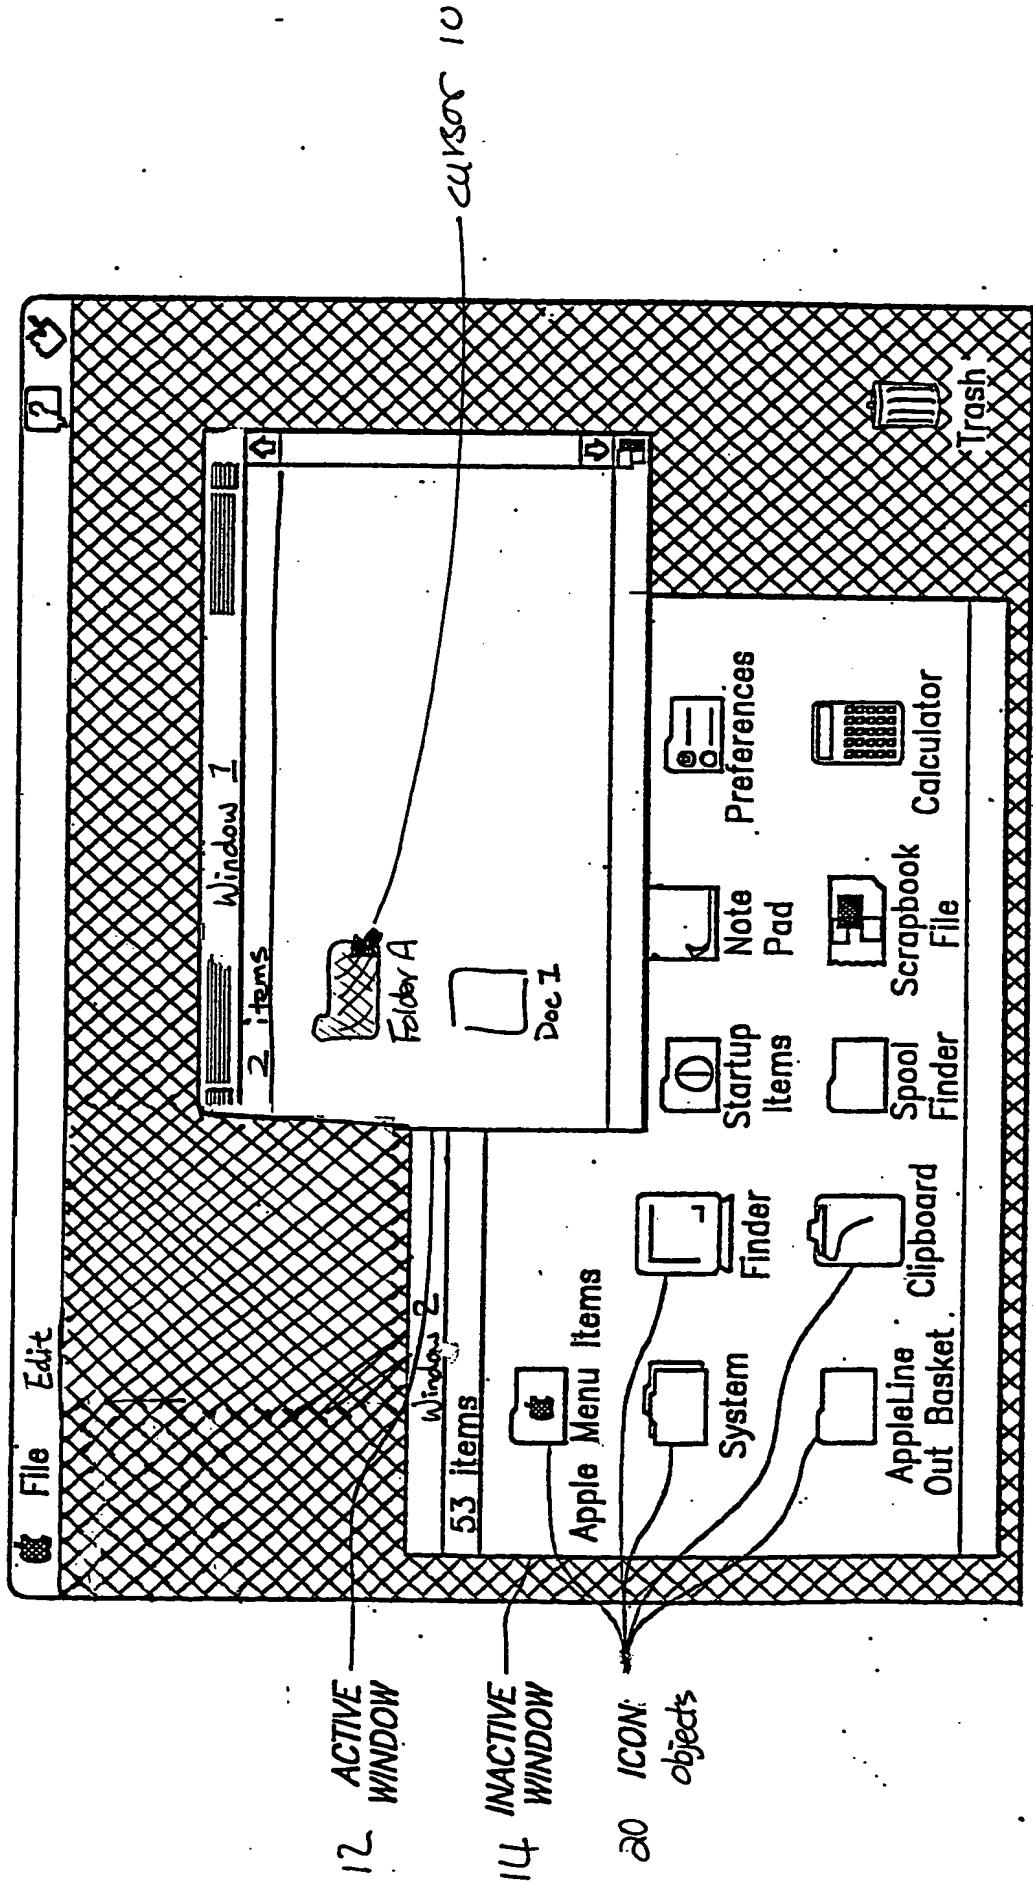 File Edit
?
Window 1
2 items
Folder A
Doc 1
cursor 10
Window 2
53 items
Apple Menu Items
System
Finder
Startup
Items
Note
Pad
Preferences
AppleLine
Out Basket
Clipboard
Spool
Finder
Scrapbook
File
Calculator
Trash
12 ACTIVE
WINDOW
14 INACTIVE
WINDOW
20 ICON
objects